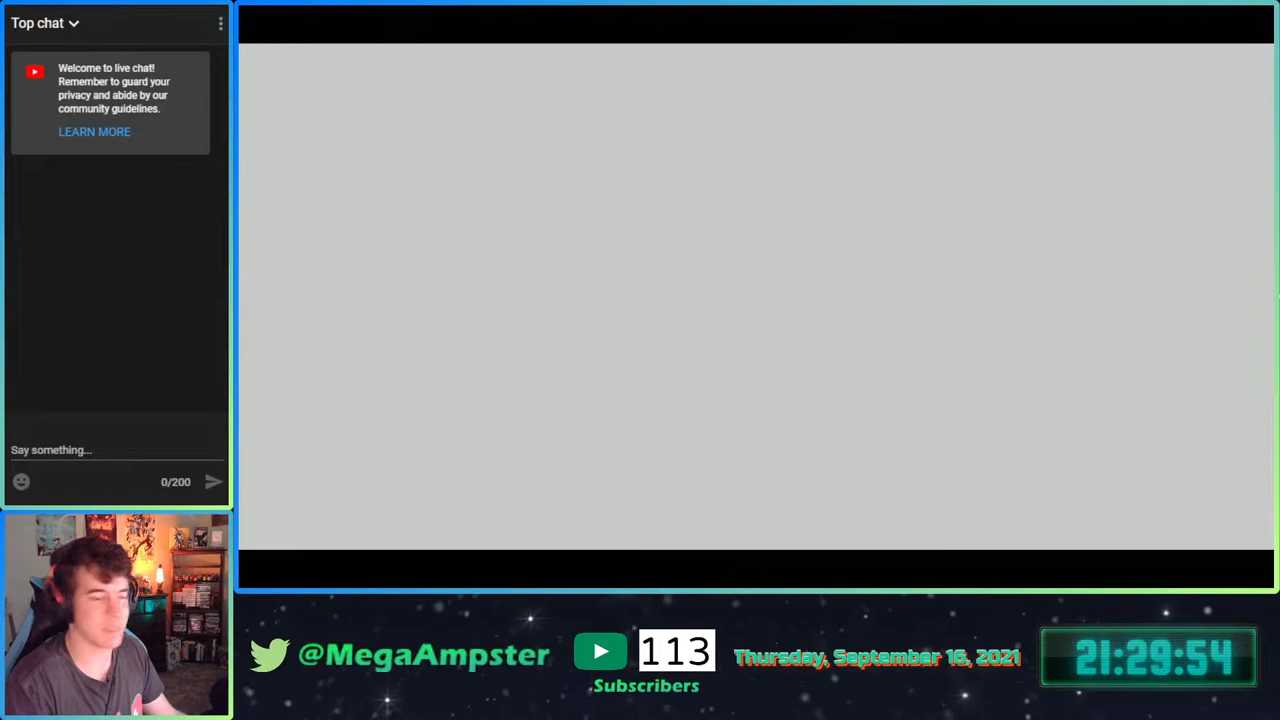 Top chat
Welcome to live chat!
Remember to guard your
privacy and abide by our
community guidelines.
LEARN MORE
Say something...
0/200
@MegaAmpster
113
Subscribers
Thursday, September 16, 2021
21:29:54